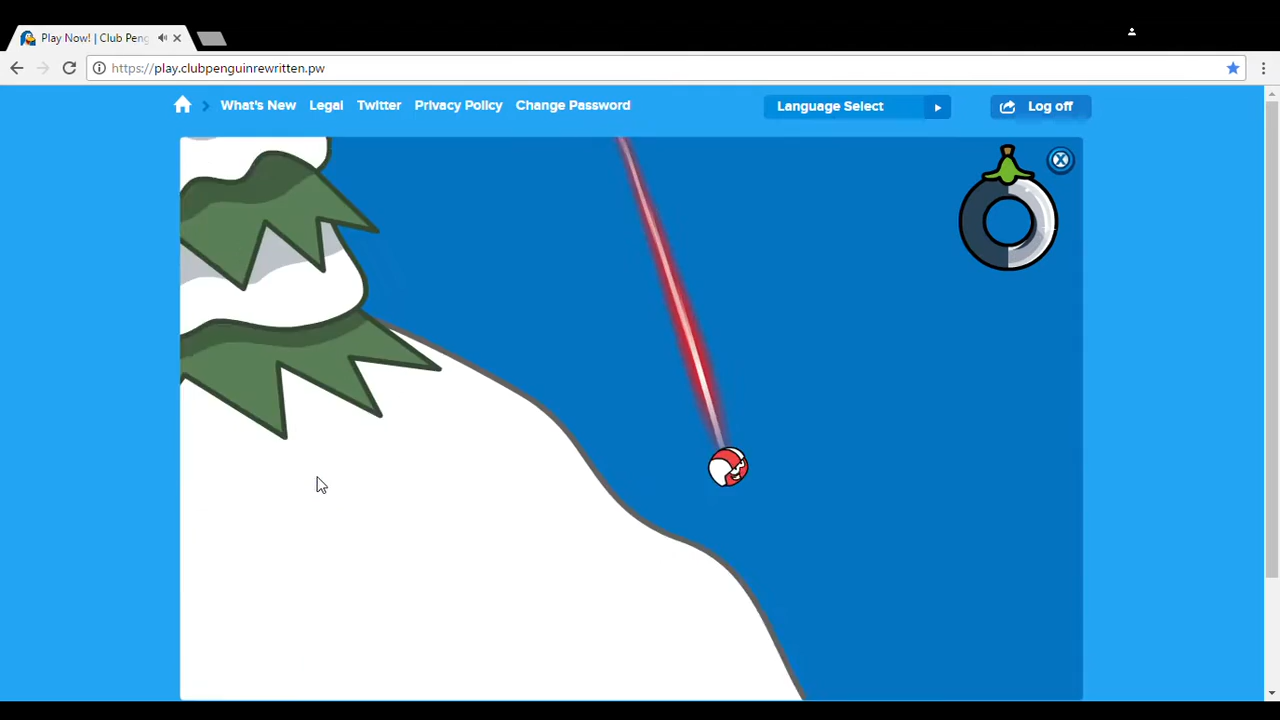 Play Now! | Club Peng
https://play.clubpenguinrewritten.pw
What's New Legal Twitter Privacy Policy Change Password Language Select Log off